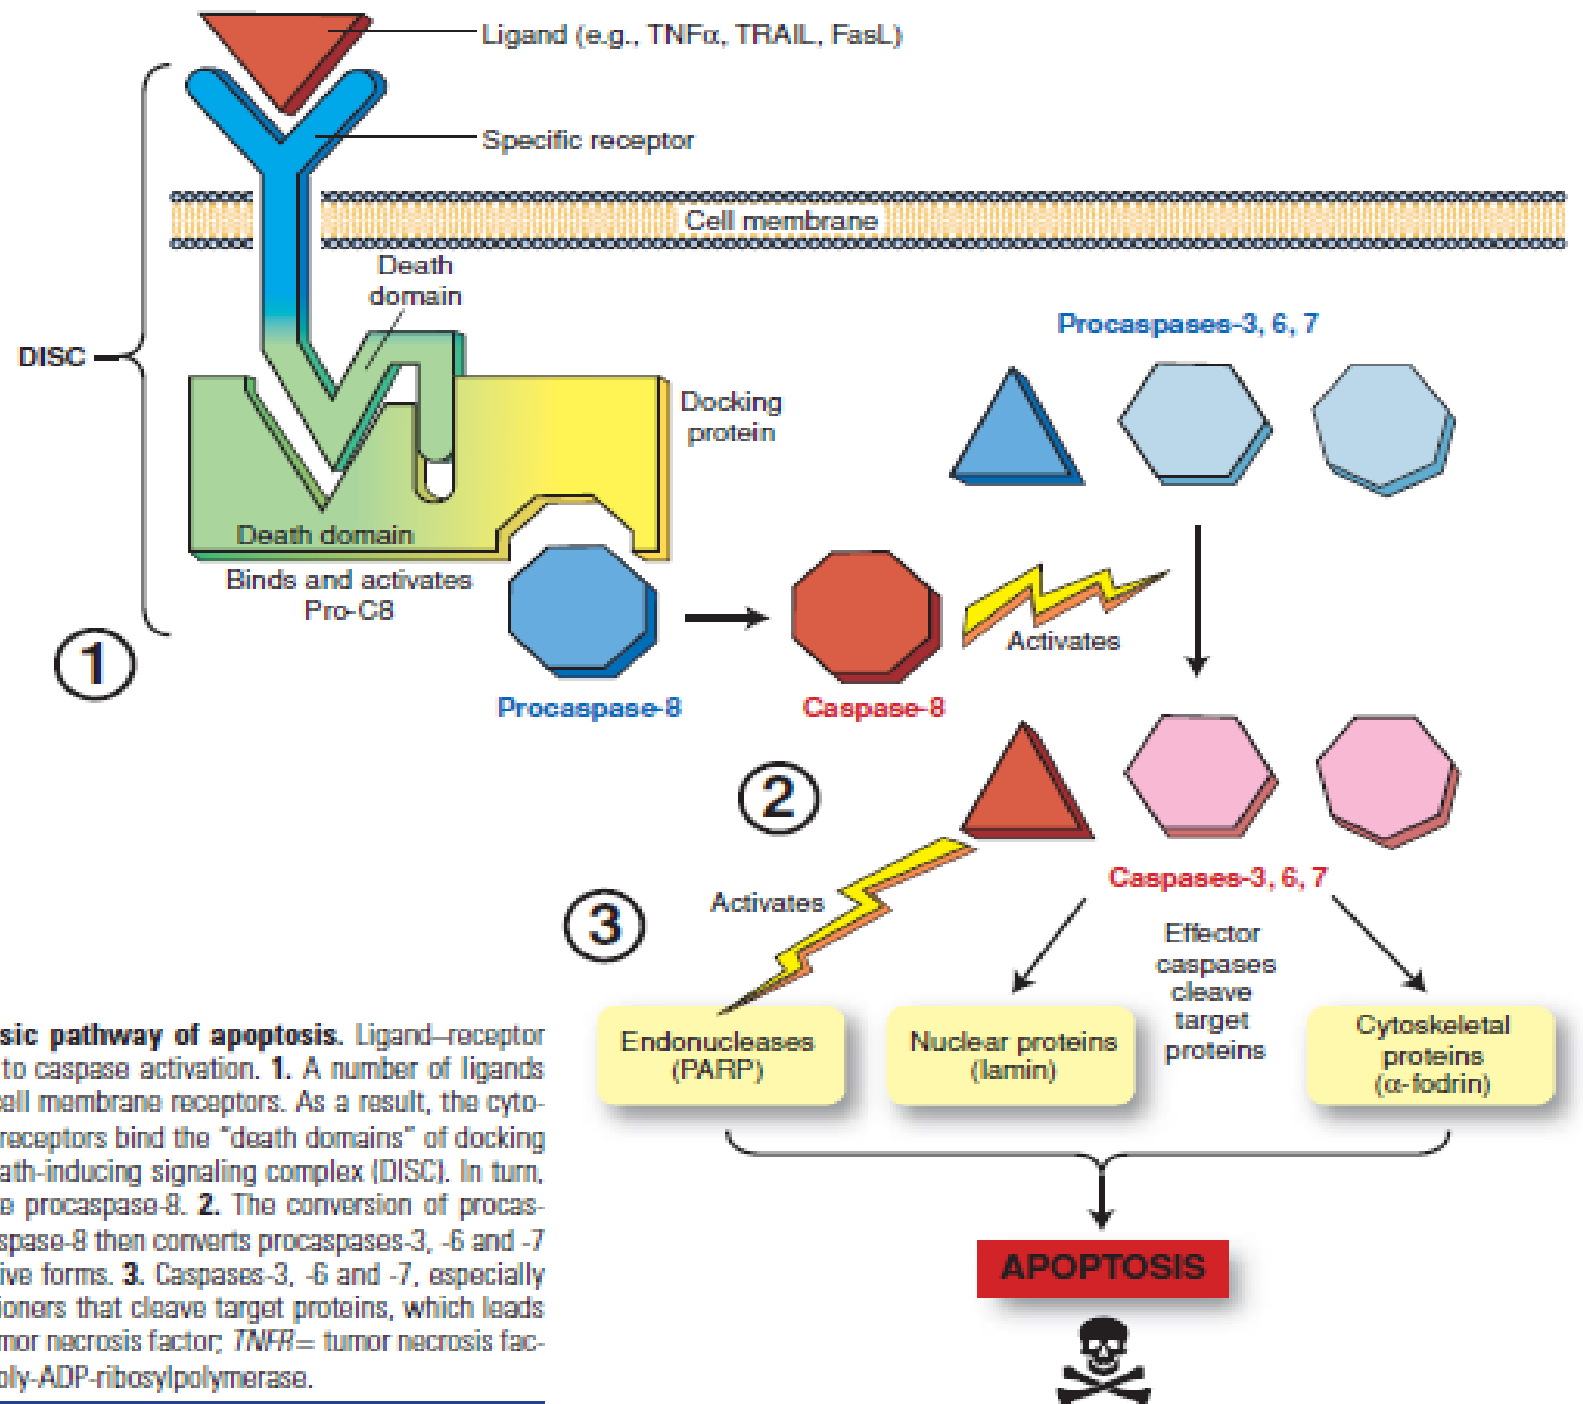 Ligand (e.g., TNFα, TRAIL, FasL)
Specific receptor
Cell membrane
Death
domain
DISC
Procaspases-3, 6, 7
Docking
protein
Death domain
Binds and activates
Pro-C8
1
Procaspase-8
Caspase-8
Activates
2
Caspases-3, 6, 7
3
Activates
Effector
caspases
cleave
target
proteins
Endonucleases
(PARP)
Nuclear proteins
(lamin)
Cytoskeletal
proteins
(α-fodrin)
APOPTOSIS
sic pathway of apoptosis. Ligand–receptor
to caspase activation. 1. A number of ligands
cell membrane receptors. As a result, the cyto-
receptors bind the "death domains" of docking
ath-inducing signaling complex (DISC). In turn,
e procaspase-8. 2. The conversion of procas-
spase-8 then converts procaspases-3, -6 and -7
tive forms. 3. Caspases-3, -6 and -7, especially
tioners that cleave target proteins, which leads
mor necrosis factor; TNFR= tumor necrosis fac-
oly-ADP-ribosylpolymerase.